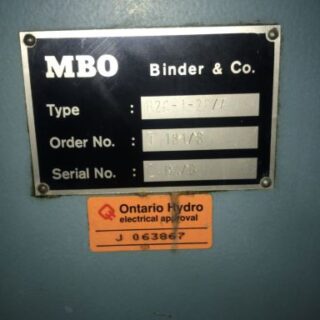 MBO Binder & Co.
Type :
Order No. :
Serial No. :
Ontario Hydro
electrical approval
J 063867